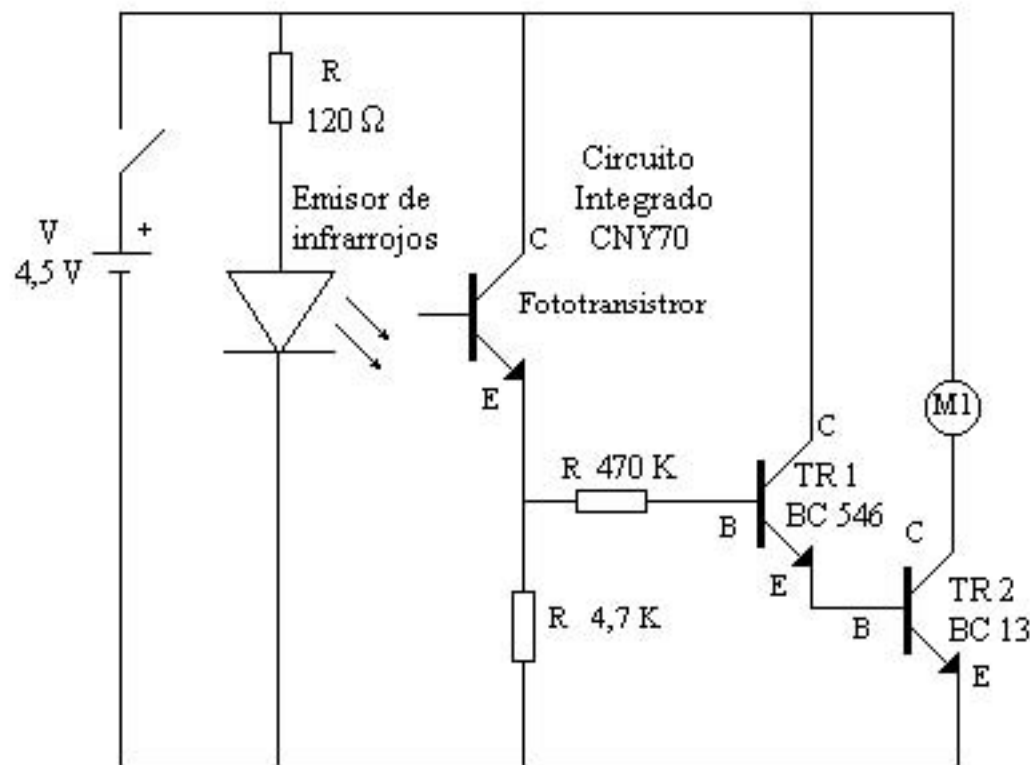 R
120 Ω
V
4,5 V
+
Emisor de
infrarrojos
Circuito
Integrado
CNY70
C
Fototransistror
E
M1
R 470 K
B
C
TR 1
BC 546
E
R 4,7 K
C
B
TR 2
BC 13
E